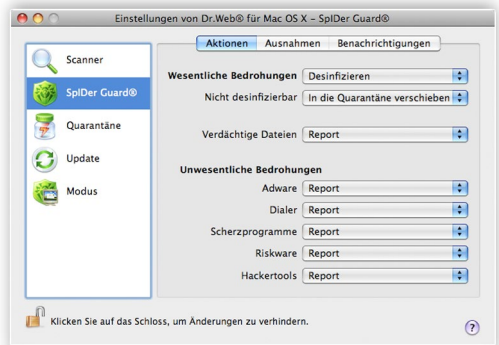 Einstellungen von Dr.Web® für Mac OS X – SpIDer Guard®
Scanner
SpIDer Guard®
Quarantäne
Update
Modus
Aktionen Ausnahmen Benachrichtigungen
Wesentliche Bedrohungen Desinfizieren
Nicht desinfizierbar In die Quarantäne verschieben
Verdächtige Dateien Report
Unwesentliche Bedrohungen
Adware Report
Dialer Report
Scherzprogramme Report
Riskware Report
Hackertools Report
Klicken Sie auf das Schloss, um Änderungen zu verhindern.
?